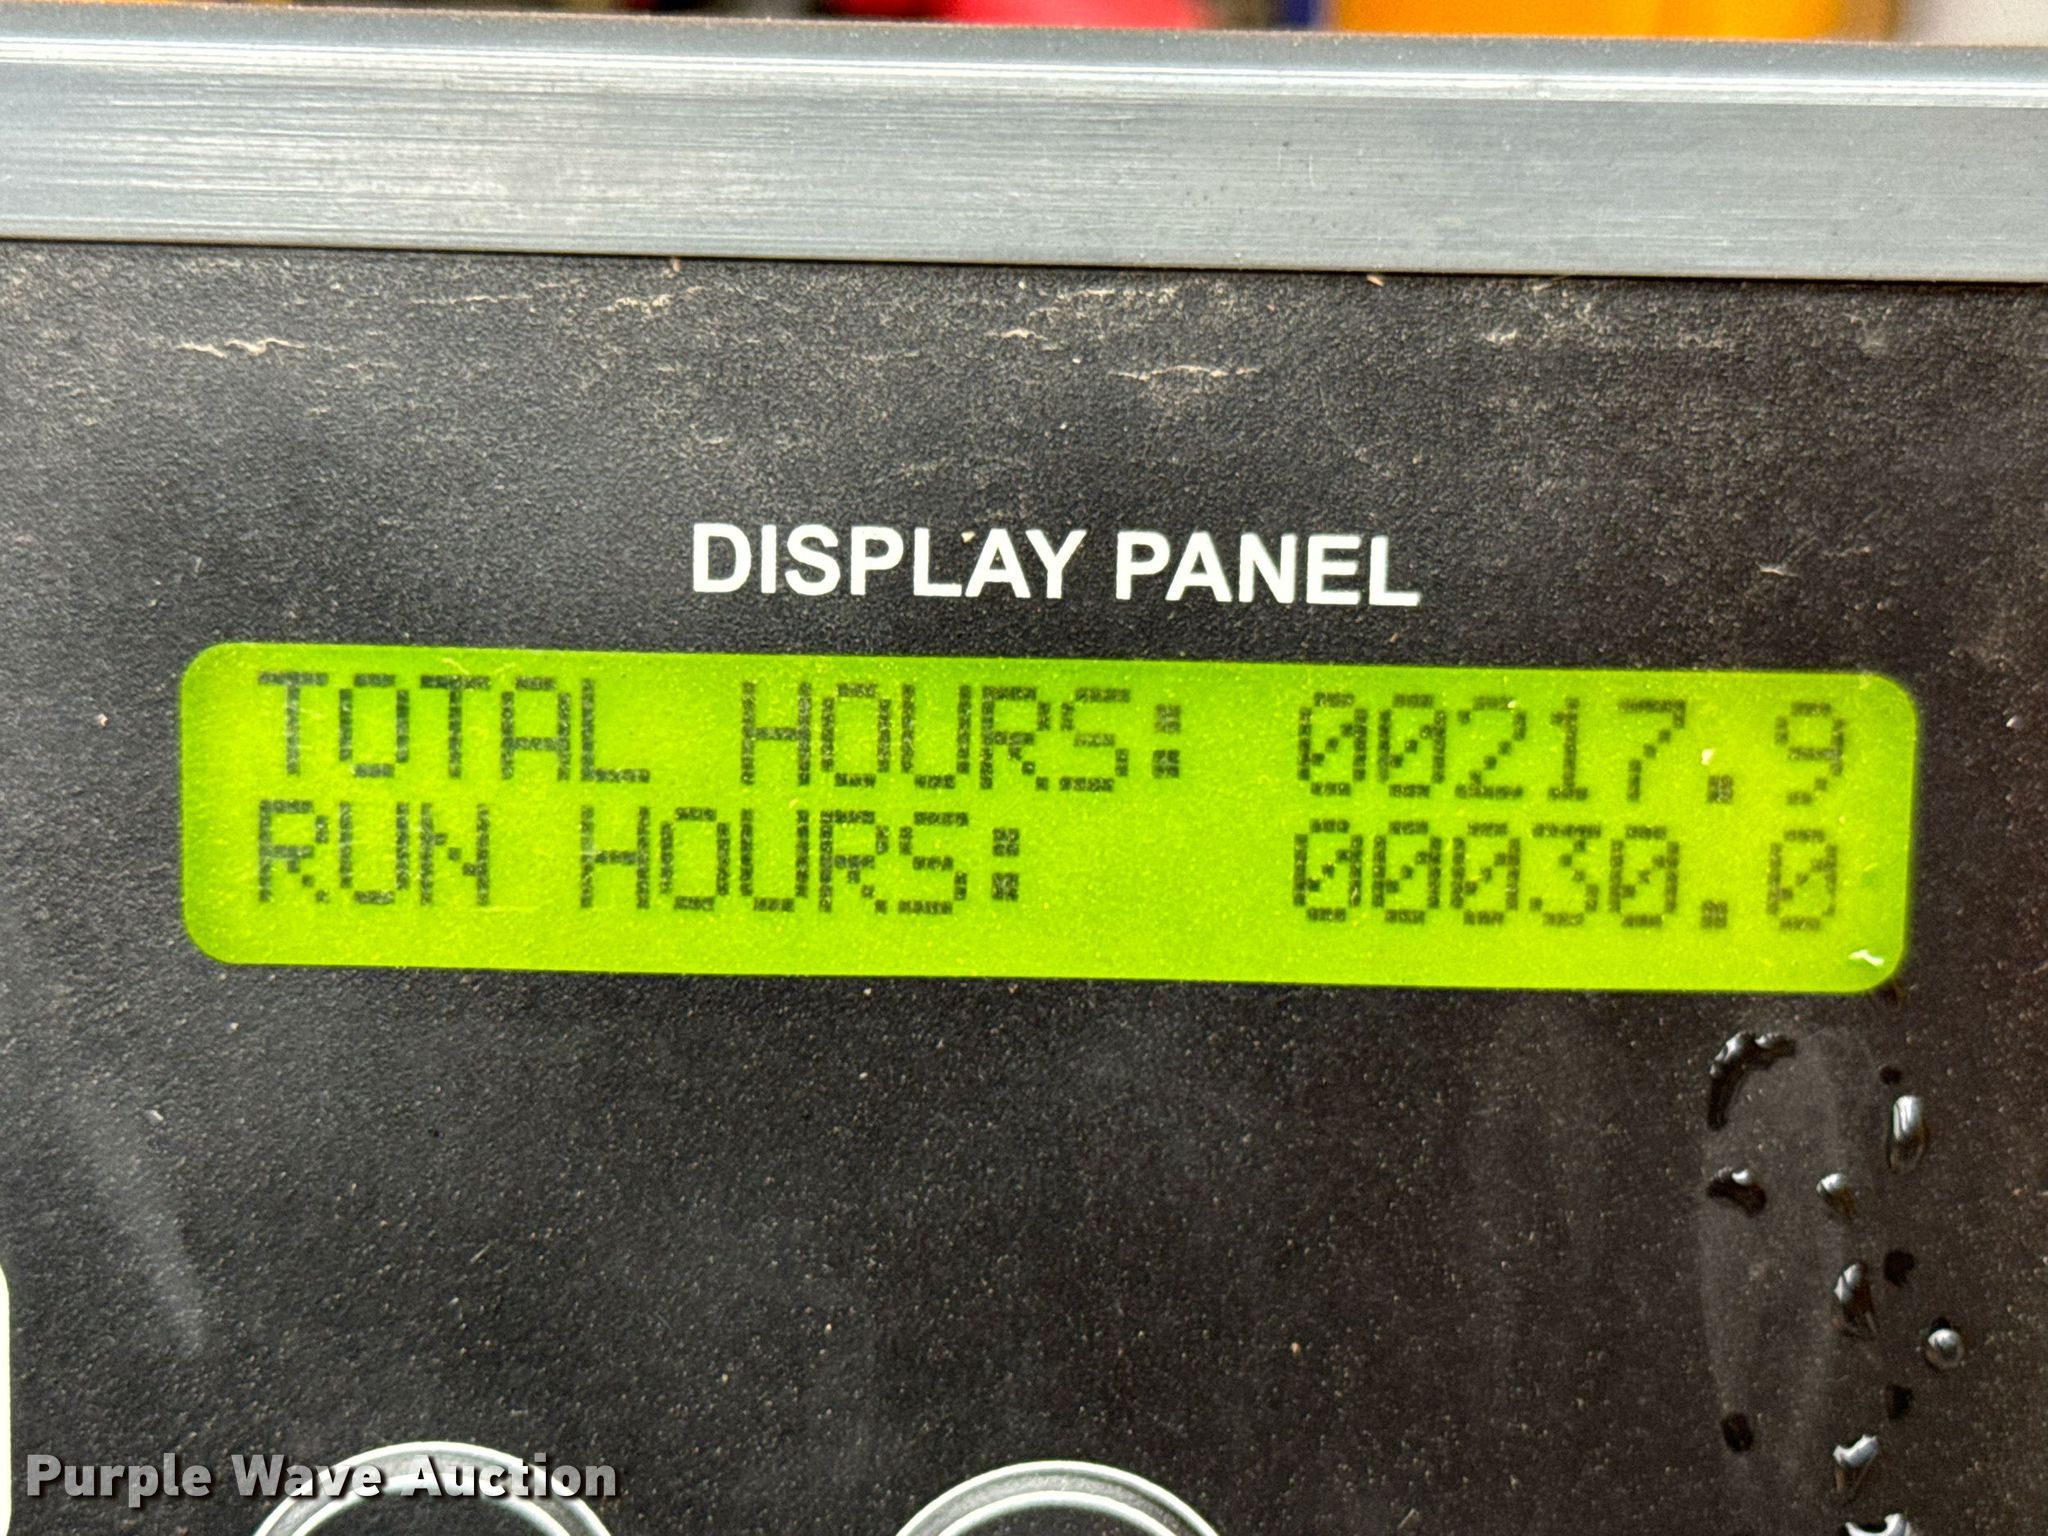 DISPLAY PANEL
TOTAL HOURS: 00217.9
RUN HOURS: 00030.0
Purple Wave Auction